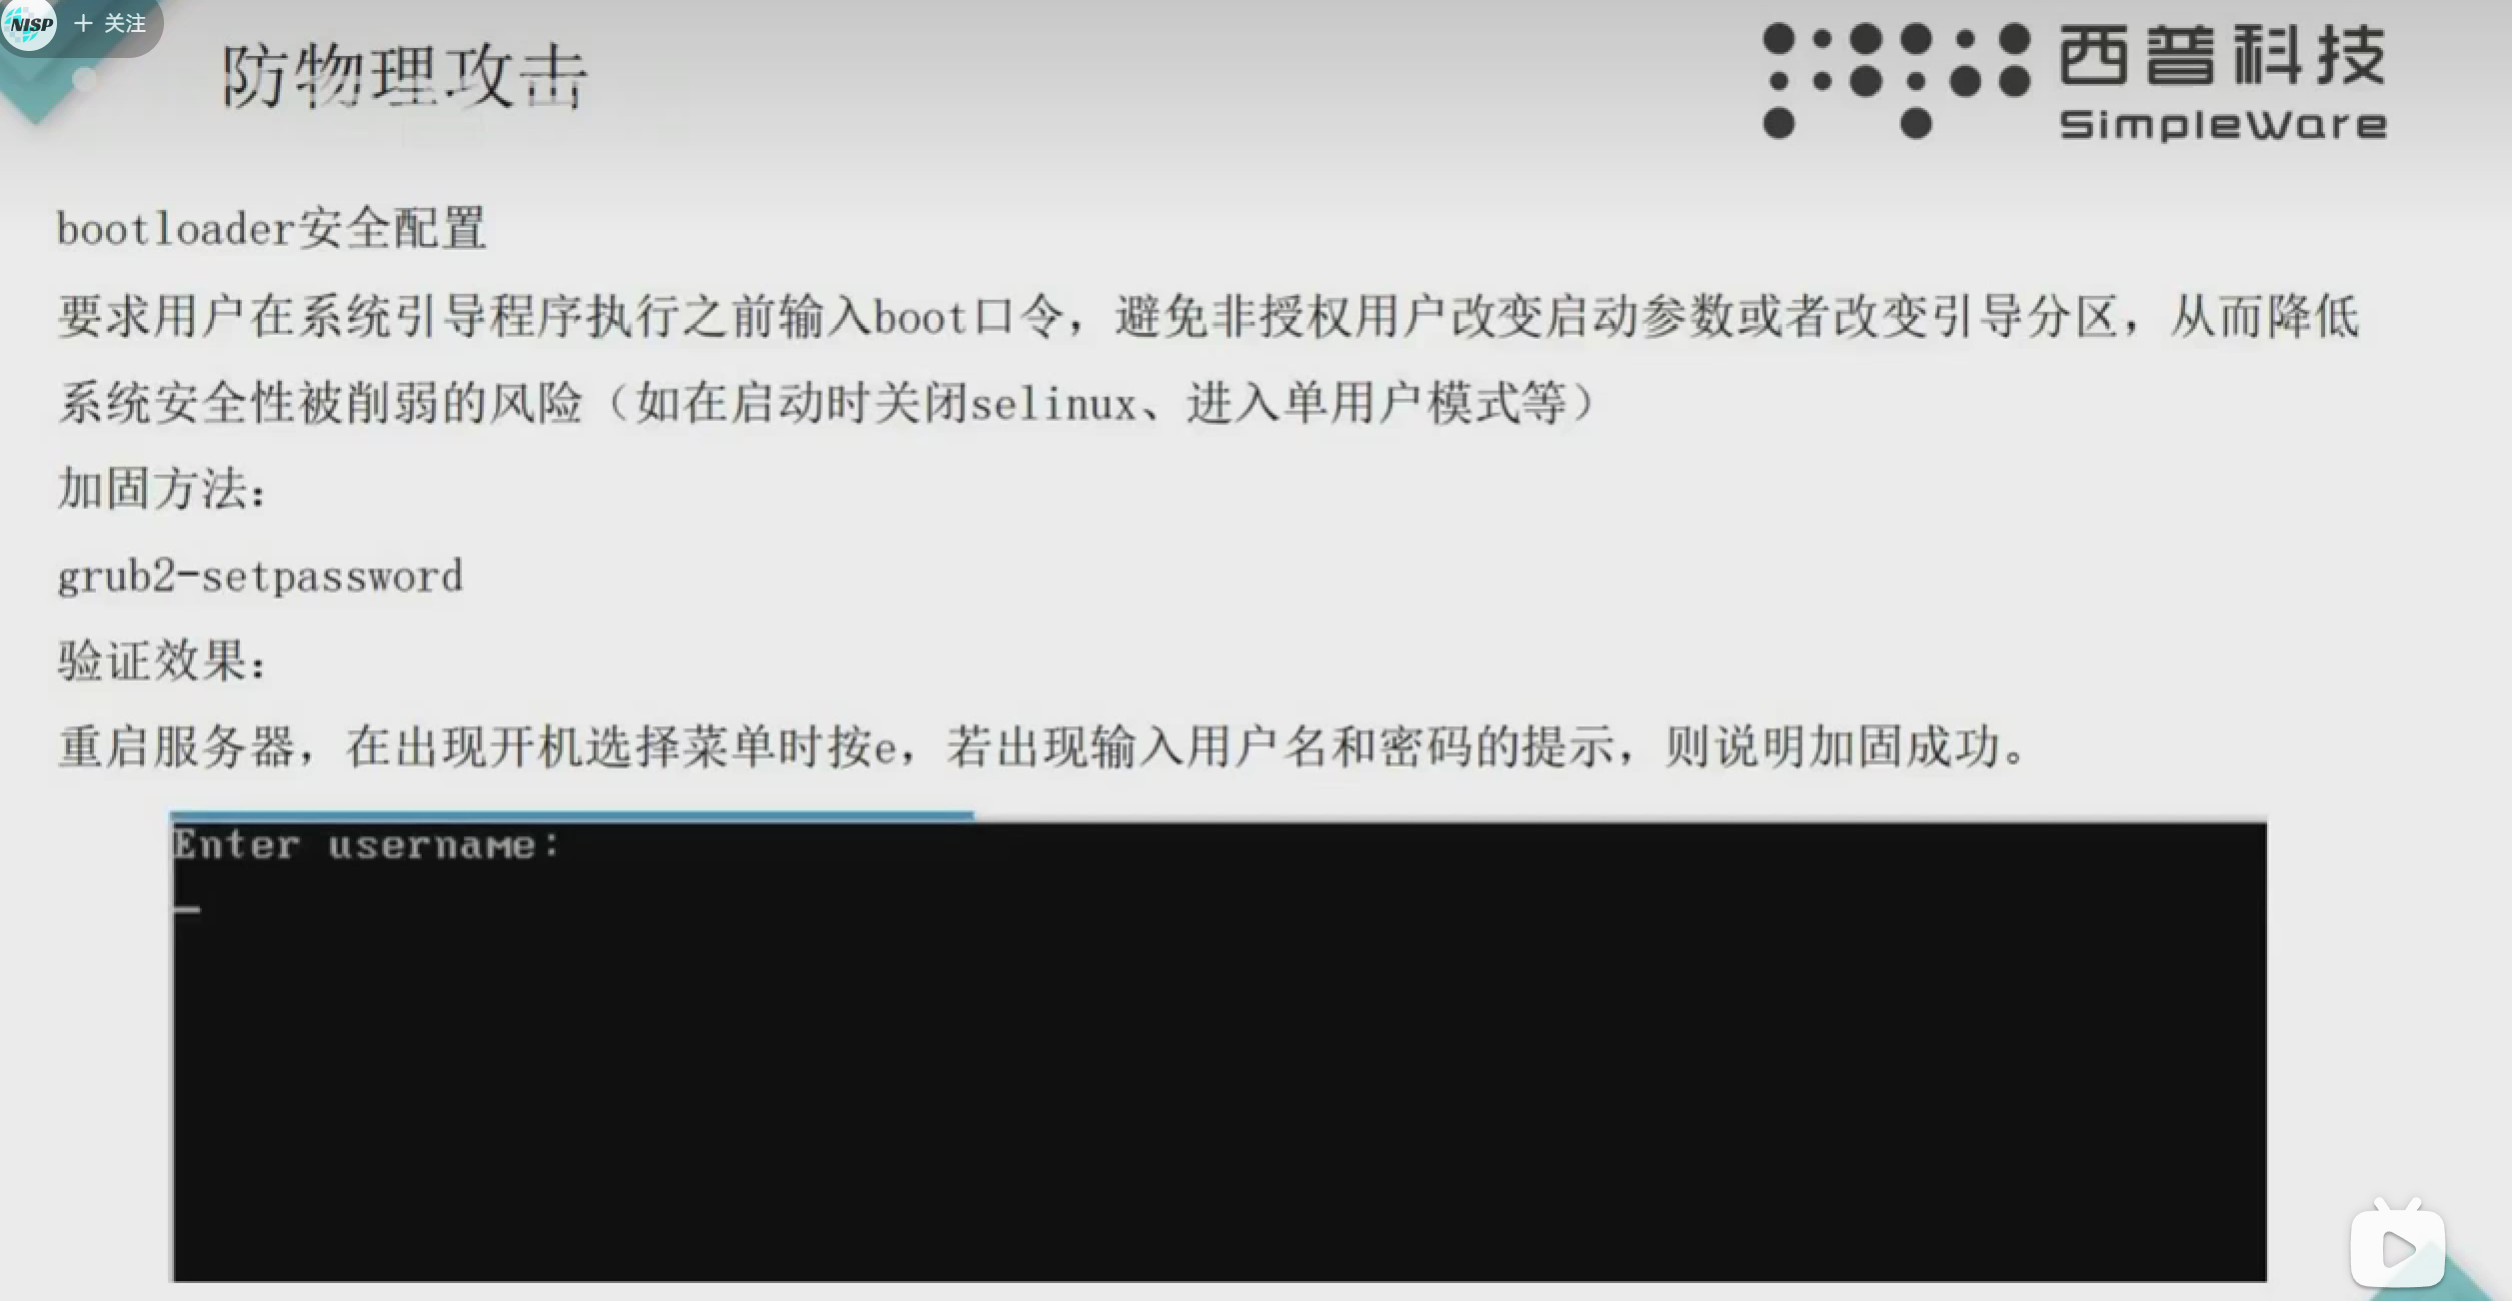 NISP
+ 关注
防物理攻击
西普科技
SimpleWare
bootloader安全配置
要求用户在系统引导程序执行之前输入boot口令，避免非授权用户改变启动参数或者改变引导分区，从而降低
系统安全性被削弱的风险（如在启动时关闭selinux、进入单用户模式等）
加固方法：
grub2-setpassword
验证效果：
重启服务器，在出现开机选择菜单时按e，若出现输入用户名和密码的提示，则说明加固成功。
Enter username:
_